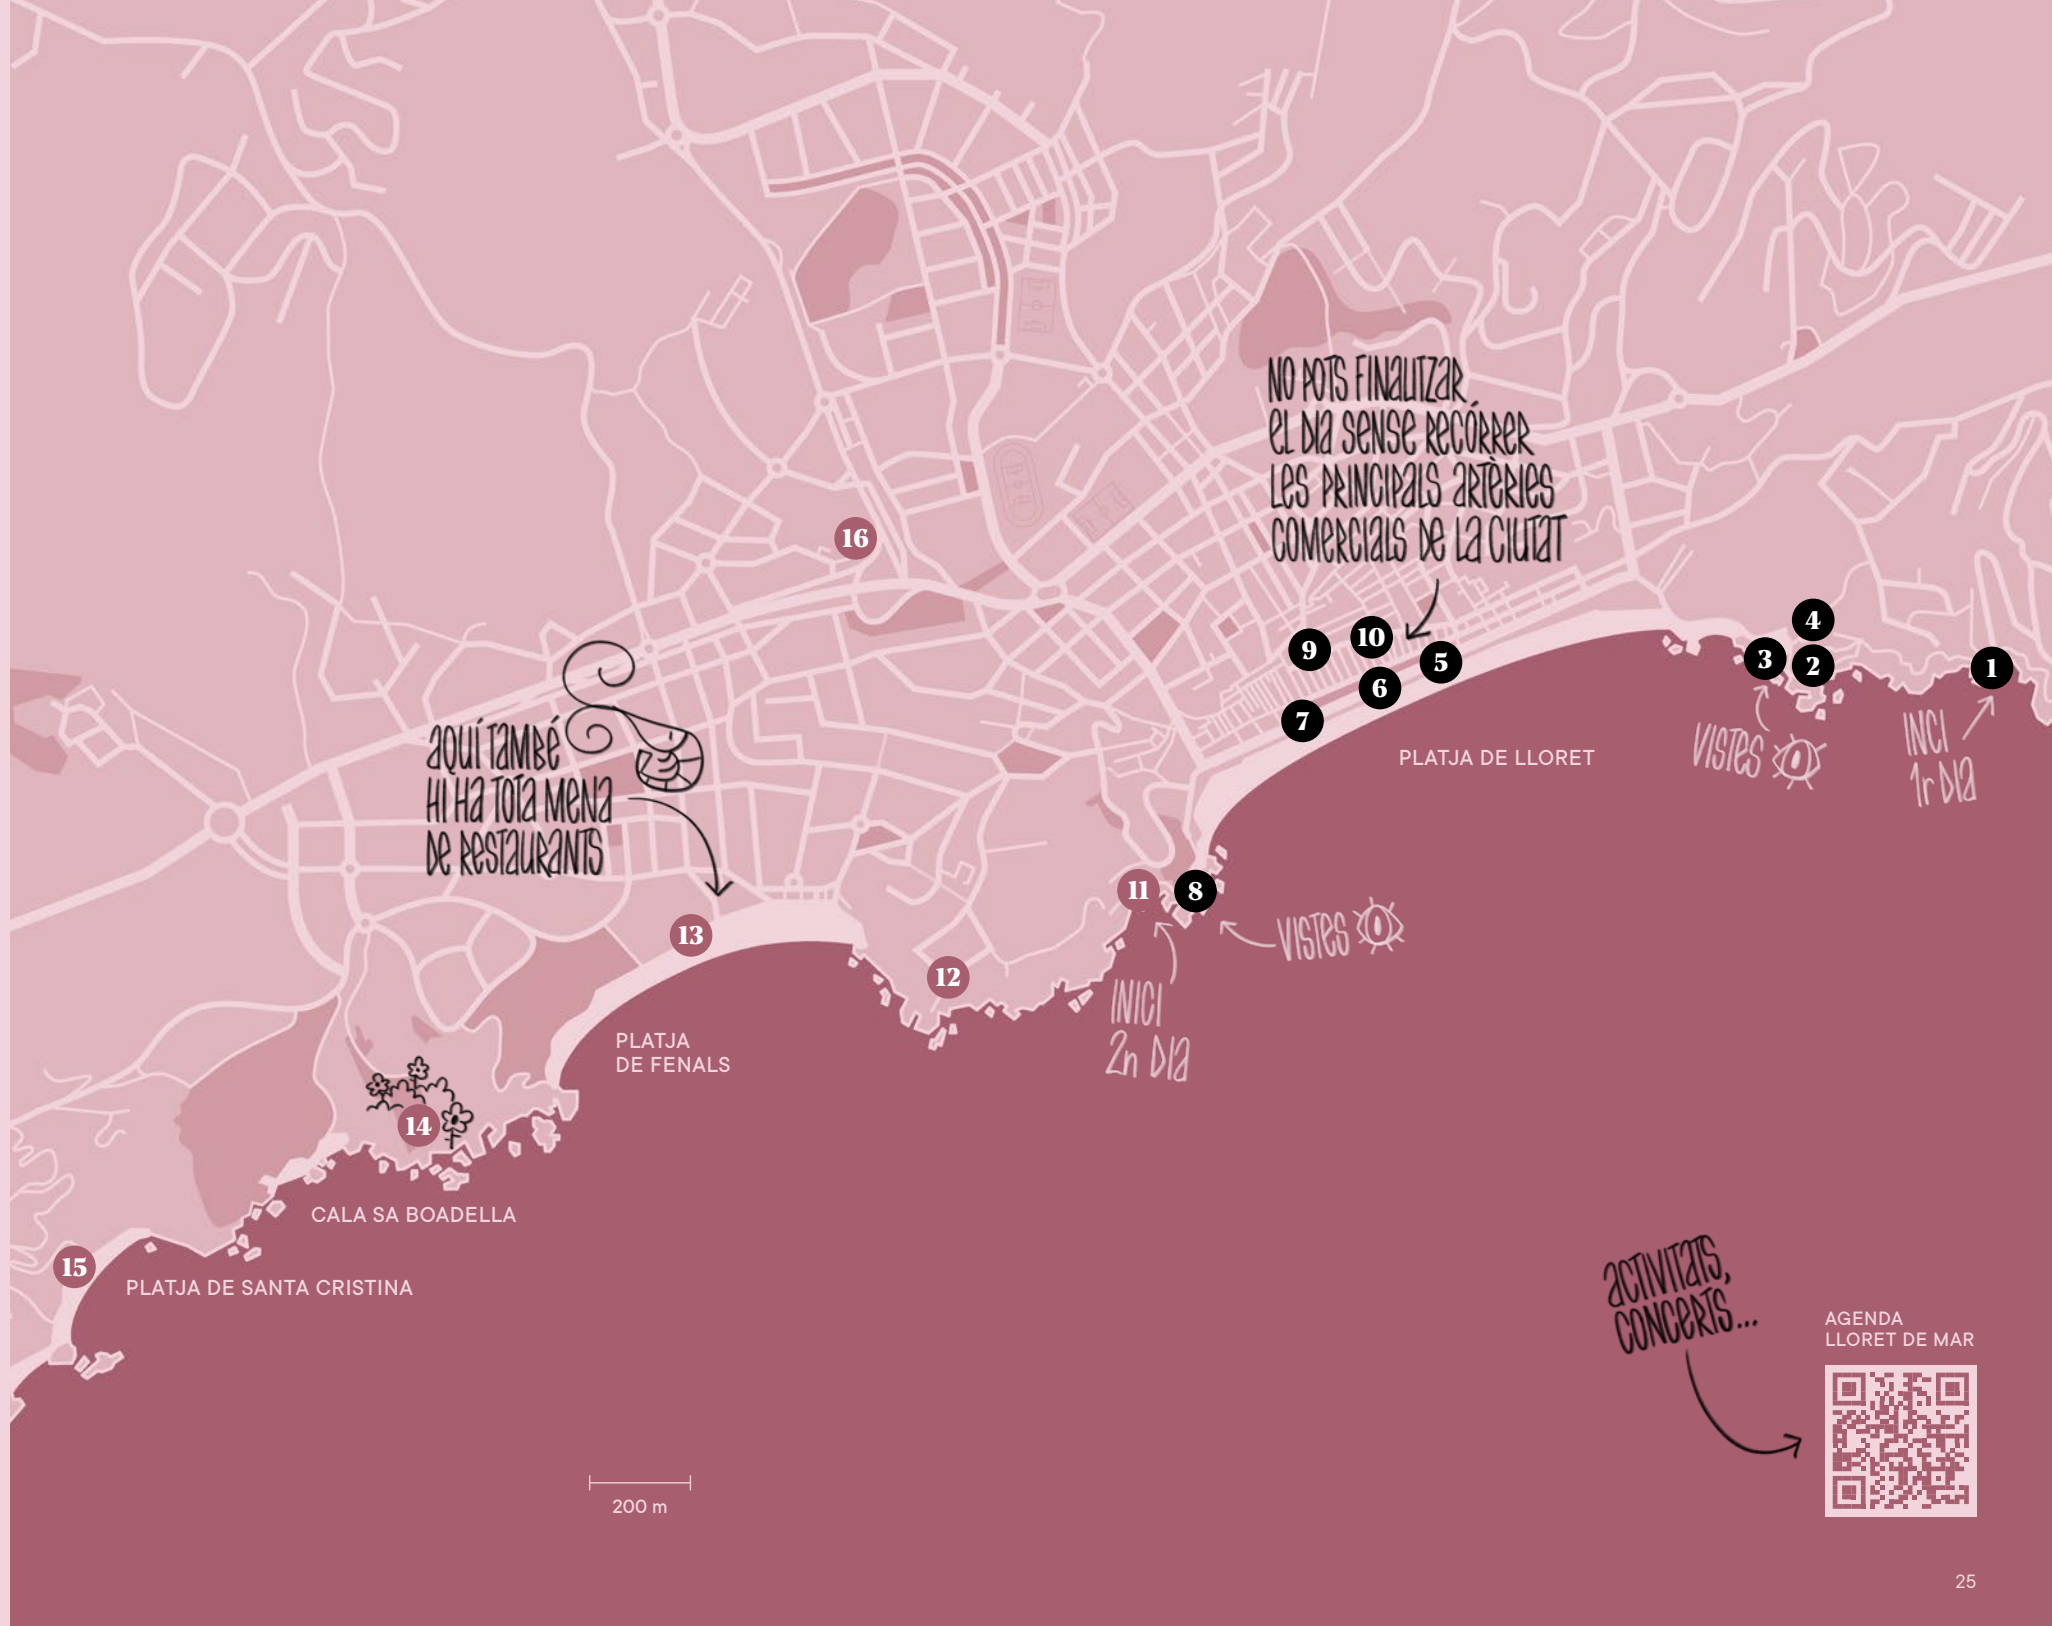 NO POTS FINALITZAR
EL DIA SENSE RECÓRRER
LES PRINCIPALS ARTÈRIES
COMERCIALS DE LA CIUTAT
16
9
10
5
6
7
4
3
2
1
PLATJA DE LLORET
VISTES
INCI
1r DIA
AQUÍ TAMBÉ
HI HA TOTA MENA
DE RESTAURANTS
11
8
VISTES
13
12
INICI
2n DIA
PLATJA
DE FENALS
14
CALA SA BOADELLA
15
PLATJA DE SANTA CRISTINA
ACTIVITATS,
CONCERTS...
AGENDA
LLORET DE MAR
200 m
25